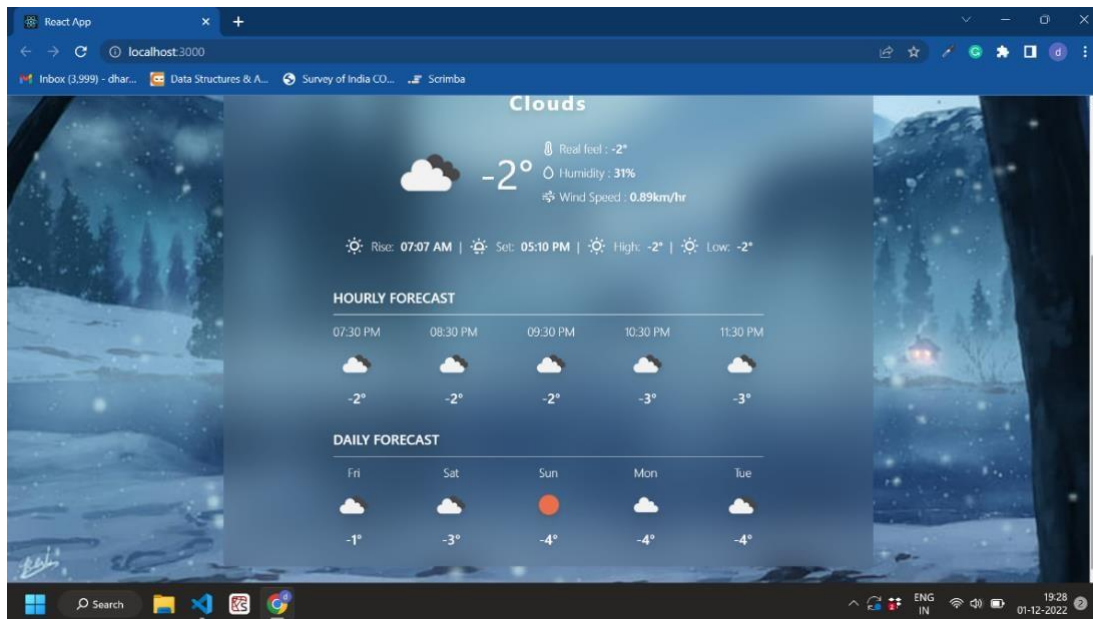 React App
localhost:3000
Inbox (3,999) - dhar... Data Structures & A... Survey of India CO... Scrimba
d
Clouds
-2°
Real feel : -2°
Humidity : 31%
Wind Speed : 0.89km/hr
Rise: 07:07 AM | Set: 05:10 PM | High: -2° | Low: -2°
HOURLY FORECAST
07:30 PM 08:30 PM 09:30 PM 10:30 PM 11:30 PM
-2° -2° -2° -3° -3°
DAILY FORECAST
Fri Sat Sun Mon Tue
-1° -3° -4° -4° -4°
Search
ENG
IN
19:28
01-12-2022
2